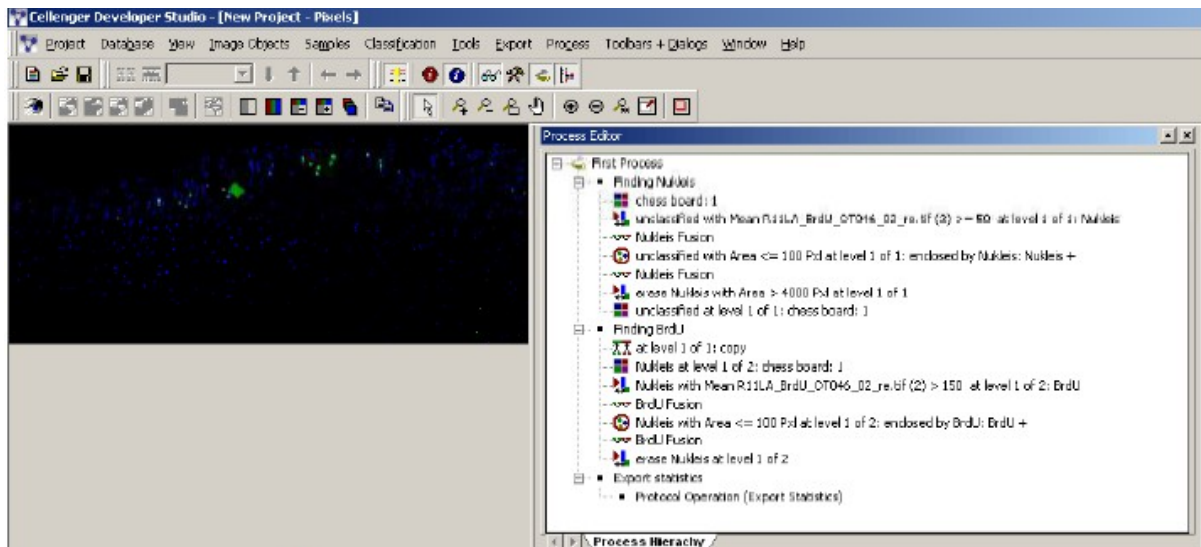 Cellenger Developer Studio - [New Project - Pixels]
Project Database View Image Objects Samples Classification Tools Export Process Toolbars + Dialogs Window Help
Process Editor
First Process
Finding Nukleis
chess board: 1
unclassified with Mean R11LA_BrdU_OT046_02_re.tif (3) >= 50 at level 1 of 1: Nukleis
Nukleis Fusion
unclassified with Area <= 100 Pxl at level 1 of 1: enclosed by Nukleis: Nukleis +
Nukleis Fusion
erase Nukleis with Area > 4000 Pxl at level 1 of 1
unclassified at level 1 of 1: chess board: 1
Finding BrdU
at level 1 of 1: copy
Nukleis at level 1 of 2: chess board: 1
Nukleis with Mean R11LA_BrdU_OT046_02_re.tif (2) > 150 at level 1 of 2: BrdU
BrdU Fusion
Nukleis with Area <= 100 Pxl at level 1 of 2: enclosed by BrdU: BrdU +
BrdU Fusion
erase Nukleis at level 1 of 2
Export statistics
Protocol Operation (Export Statistics)
Process Hierachy